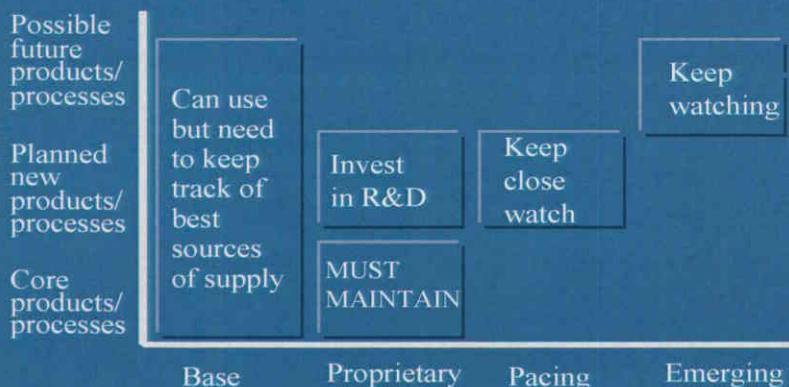 Possible
future
products/
processes
Planned
new
products/
processes
Core
products/
processes
Can use
but need
to keep
track of
best
sources
of supply
Invest
in R&D
MUST
MAINTAIN
Keep
close
watch
Keep
watching
Base
Proprietary
Pacing
Emerging